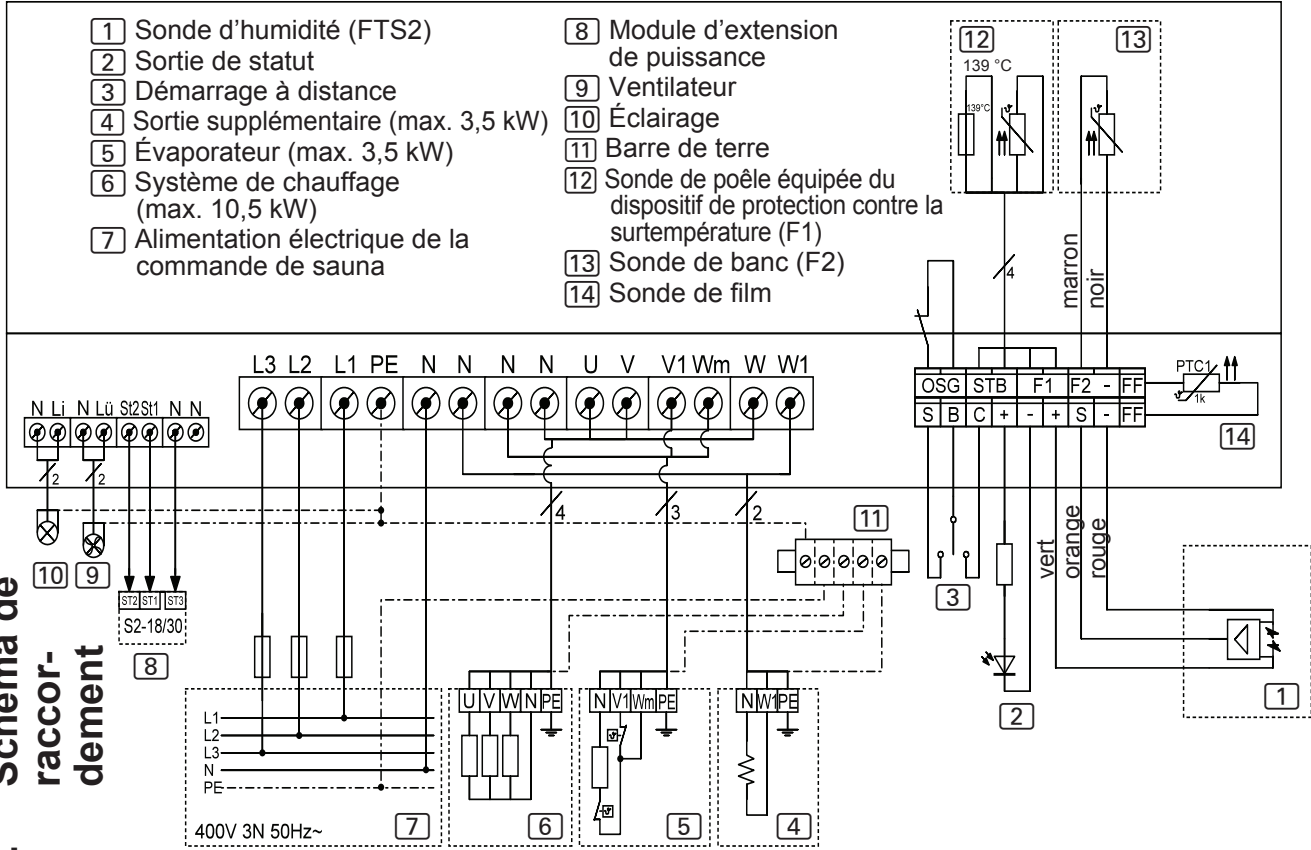 1 Sonde d’humidité (FTS2)
2 Sortie de statut
3 Démarrage à distance
4 Sortie supplémentaire (max. 3,5 kW)
5 Évaporateur (max. 3,5 kW)
6 Système de chauffage
(max. 10,5 kW)
7 Alimentation électrique de la
commande de sauna
8 Module d’extension
de puissance
9 Ventilateur
10 Éclairage
11 Barre de terre
12 Sonde de poêle équipée du
dispositif de protection contre la
surtempérature (F1)
13 Sonde de banc (F2)
14 Sonde de film
12
139 °C
139°C
13
4
marron
noir
L3 L2 L1 PE N N N N U V V1 Wm W W1
N Li N Lü St2 St1 N N
OSG STB F1 F2 - FF
S B C + - + S - FF
PTC1
1k
14
2 2
4 3 2
11
10 9
ST2 ST1 ST3
S2-18/30
8
3
vert
orange
rouge
2
1
L1
L2
L3
N
PE
400V 3N 50Hz~
7
U V W N PE
6
N V1 Wm PE
5
N W1 PE
4
Schéma de
raccor-
dement